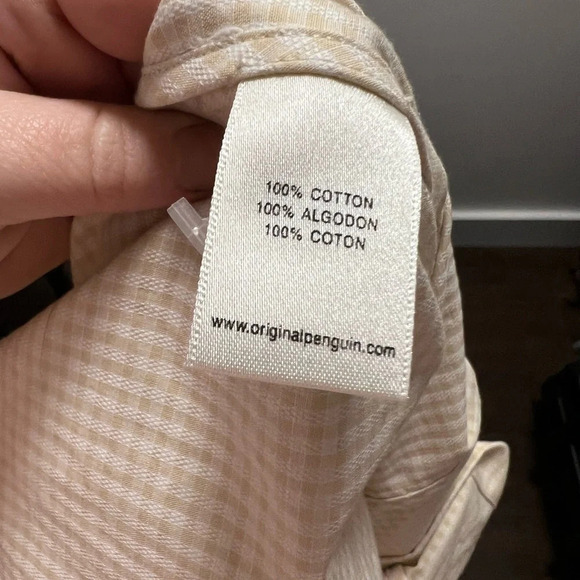 100% COTTON
100% ALGODON
100% COTON
www.originalpenguin.com